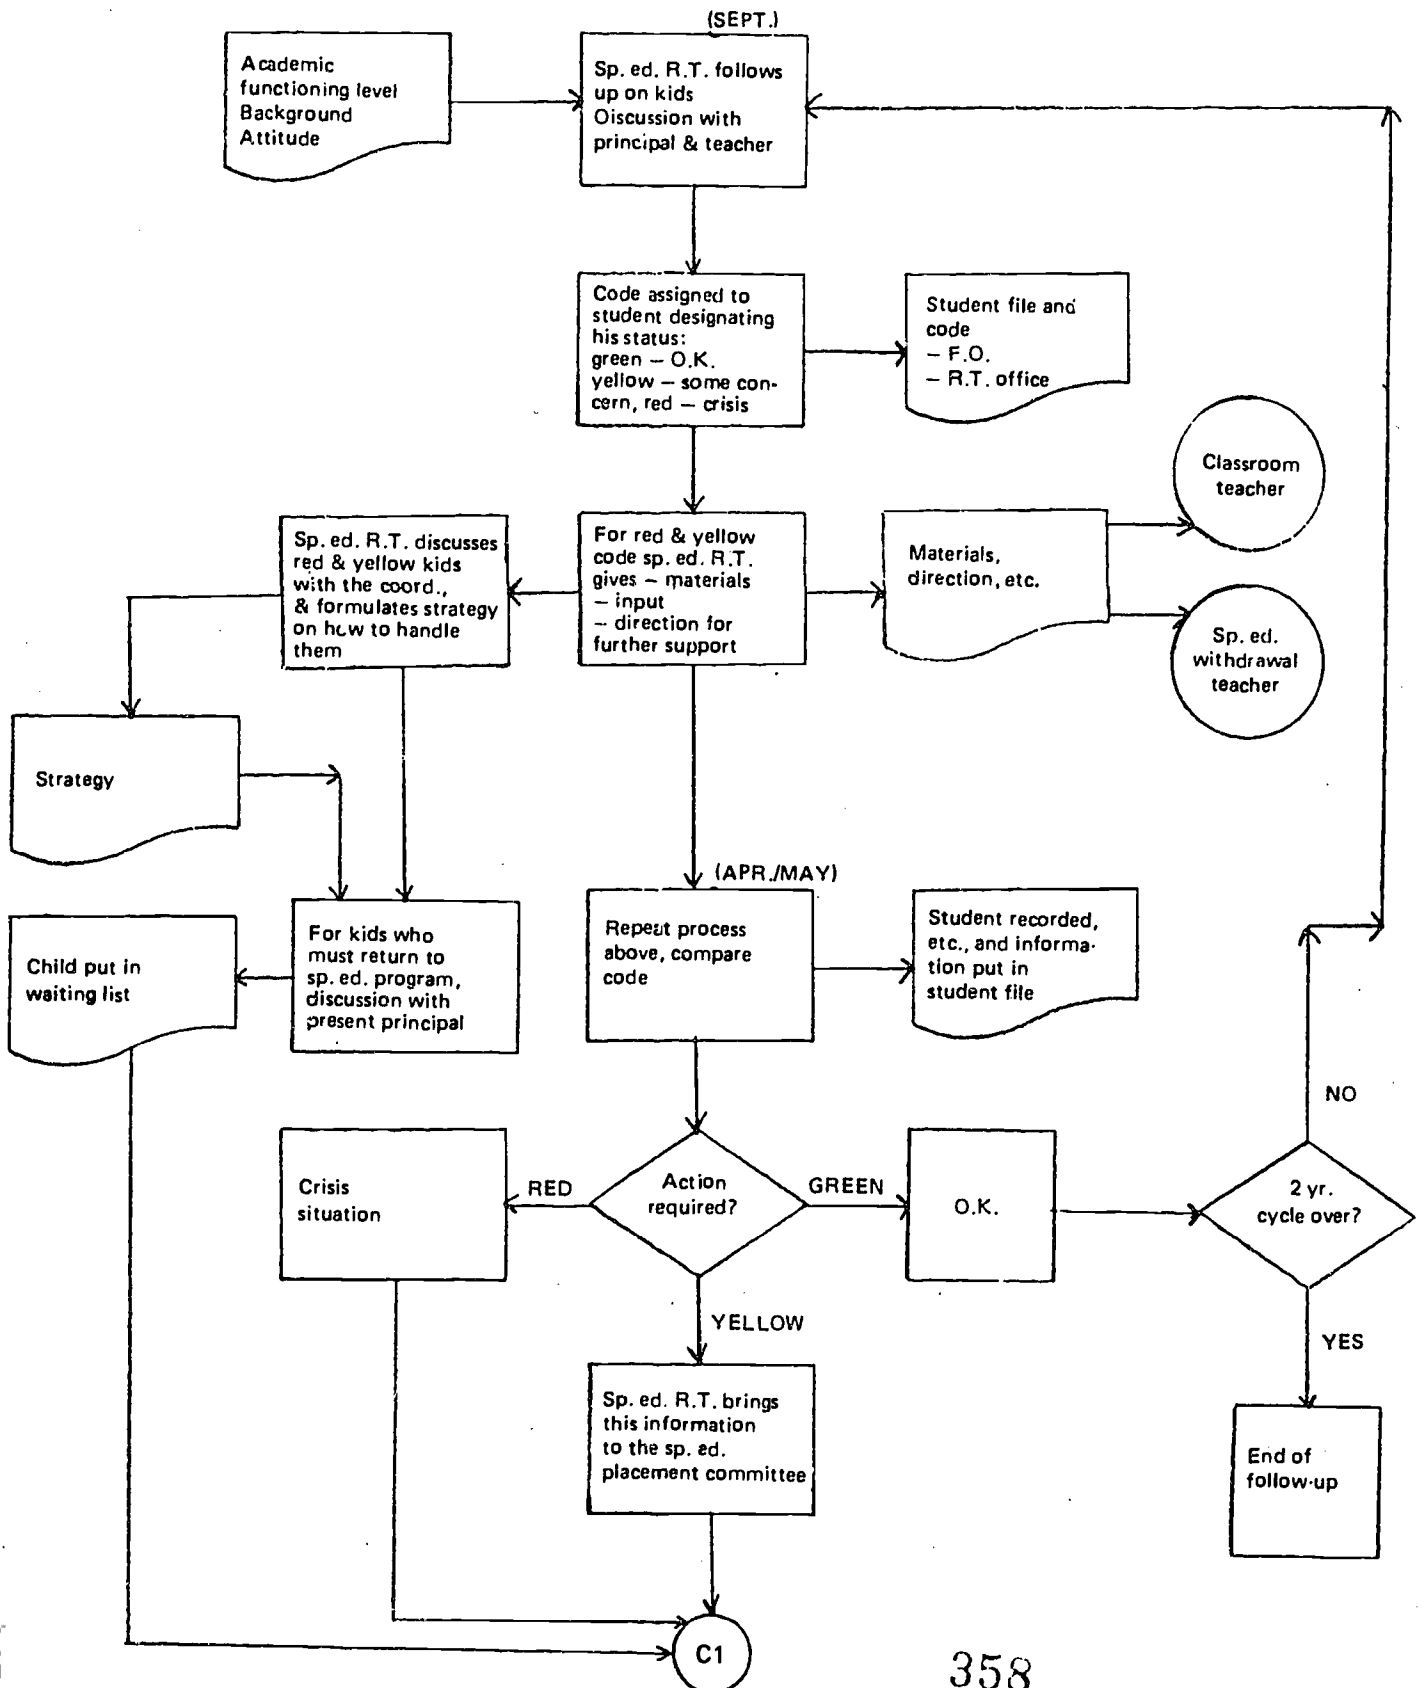 (SEPT.)
Academic
functioning level
Background
Attitude
Sp. ed. R.T. follows
up on kids
Oiscussion with
principal & teacher
Code assigned to
student designating
his status:
green – O.K.
yellow – some con-
cern, red – crisis
Student file and
code
– F.O.
– R.T. office
Classroom
teacher
Sp. ed. R.T. discusses
red & yellow kids
with the coord.,
& formulates strategy
on how to handle
them
For red & yellow
code sp. ed. R.T.
gives – materials
– input
– direction for
further support
Materials,
direction, etc.
Sp. ed.
withdrawal
teacher
Strategy
(APR./MAY)
Child put in
waiting list
For kids who
must return to
sp. ed. program,
discussion with
present principal
Repeat process
above, compare
code
Student recorded,
etc., and informa-
tion put in
student file
NO
Crisis
situation
RED
Action
required?
GREEN
O.K.
2 yr.
cycle over?
YELLOW
YES
Sp. ed. R.T. brings
this information
to the sp. ed.
placement committee
End of
follow-up
C1
358